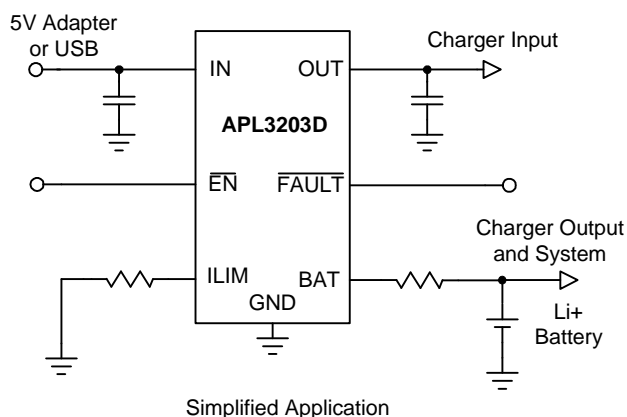 5V Adapter
or USB
Charger Input
IN
OUT
APL3203D
EN
FAULT
Charger Output
and System
ILIM
BAT
GND
Li+
Battery
Simplified Application